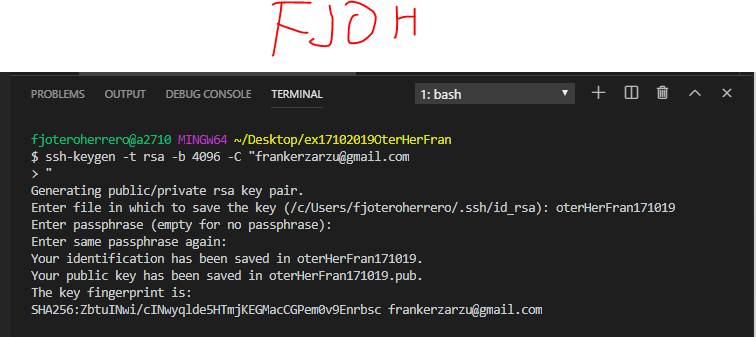 FJOH
PROBLEMS OUTPUT DEBUG CONSOLE TERMINAL 1: bash
fjoteroherrero@a2710 MINGW64 ~/Desktop/ex17102019OterHerFran
$ ssh-keygen -t rsa -b 4096 -C "frankerzarzu@gmail.com
> "
Generating public/private rsa key pair.
Enter file in which to save the key (/c/Users/fjoteroherrero/.ssh/id_rsa): oterHerFran171019
Enter passphrase (empty for no passphrase):
Enter same passphrase again:
Your identification has been saved in oterHerFran171019.
Your public key has been saved in oterHerFran171019.pub.
The key fingerprint is:
SHA256:ZbtuINwi/cINwyqlde5HTmjKEGMacCGPem0v9Enrbsc frankerzarzu@gmail.com